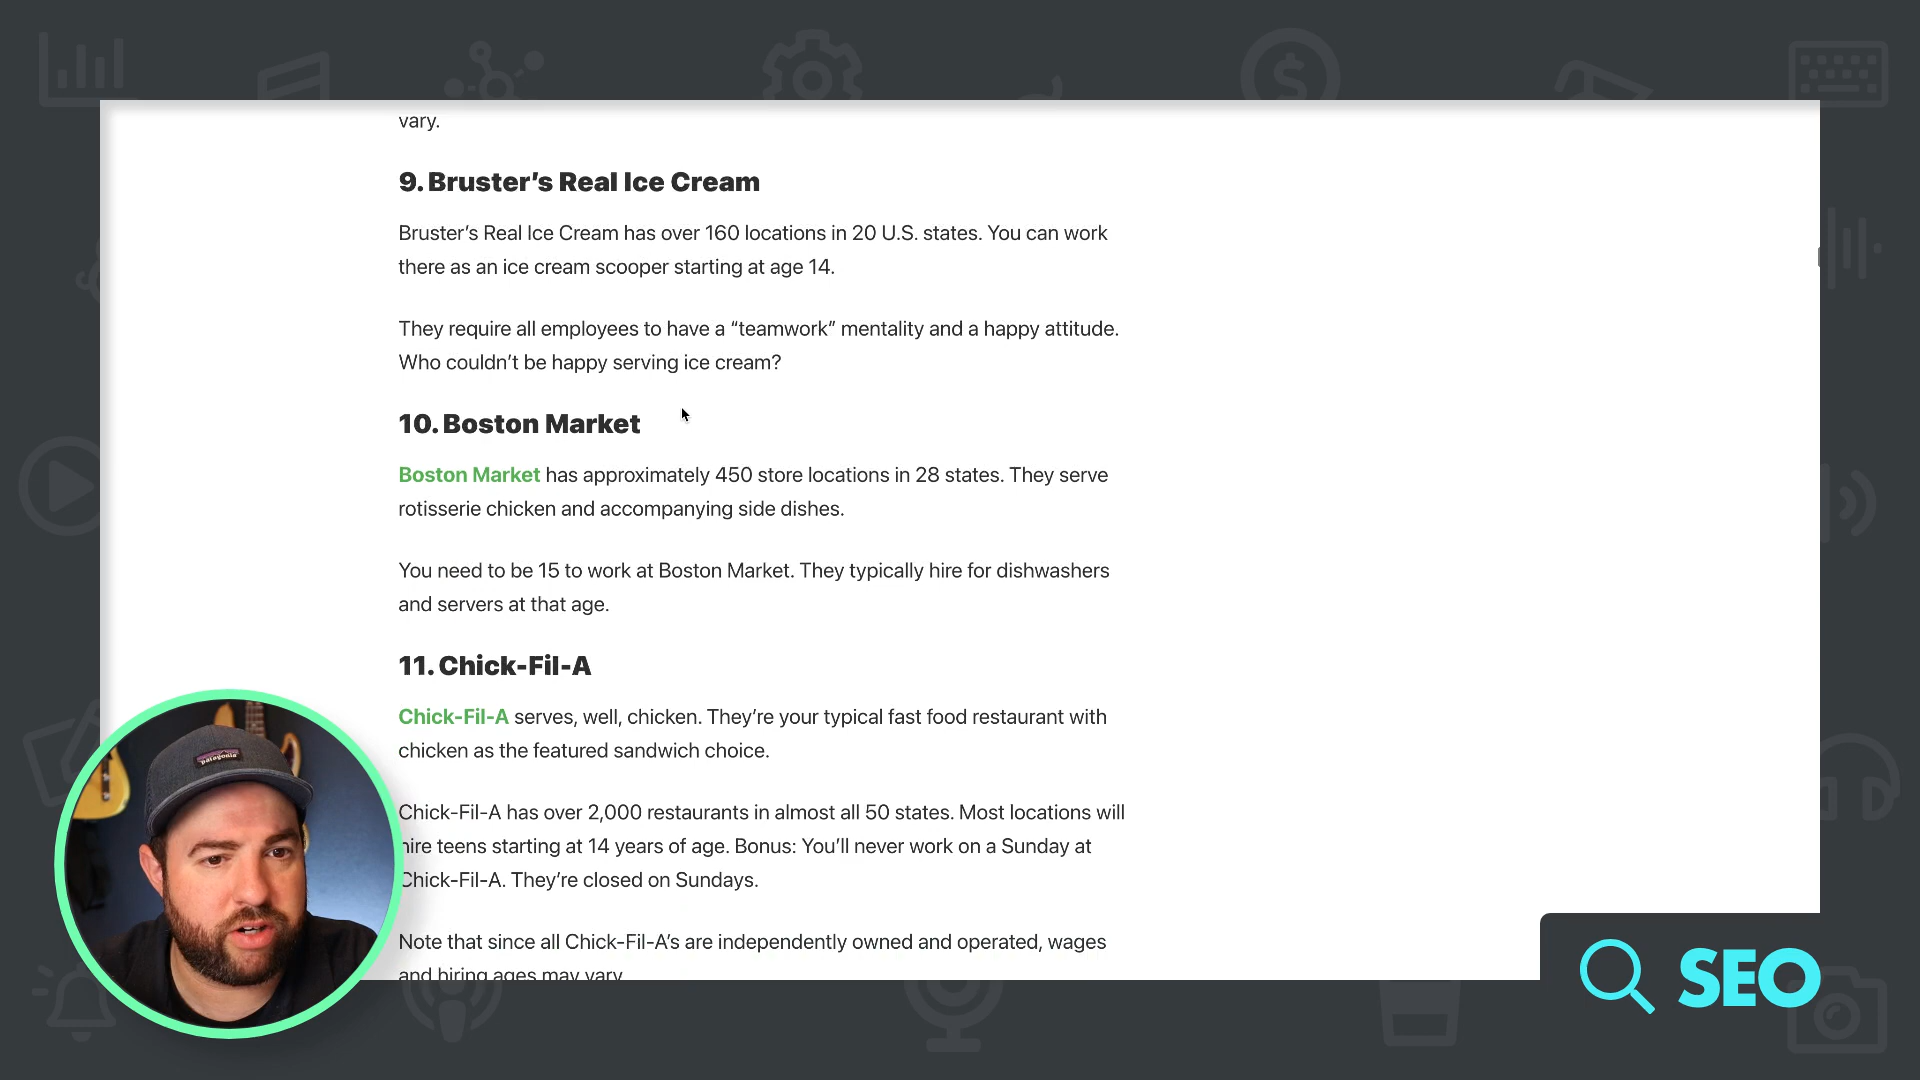 vary.
9. Bruster’s Real Ice Cream
Bruster’s Real Ice Cream has over 160 locations in 20 U.S. states. You can work
there as an ice cream scooper starting at age 14.
They require all employees to have a “teamwork” mentality and a happy attitude.
Who couldn’t be happy serving ice cream?
10. Boston Market
Boston Market has approximately 450 store locations in 28 states. They serve
rotisserie chicken and accompanying side dishes.
You need to be 15 to work at Boston Market. They typically hire for dishwashers
and servers at that age.
11. Chick-Fil-A
Chick-Fil-A serves, well, chicken. They’re your typical fast food restaurant with
chicken as the featured sandwich choice.
Chick-Fil-A has over 2,000 restaurants in almost all 50 states. Most locations will
hire teens starting at 14 years of age. Bonus: You’ll never work on a Sunday at
Chick-Fil-A. They’re closed on Sundays.
Note that since all Chick-Fil-A’s are independently owned and operated, wages
and hiring ages may vary
patagonia
SEO